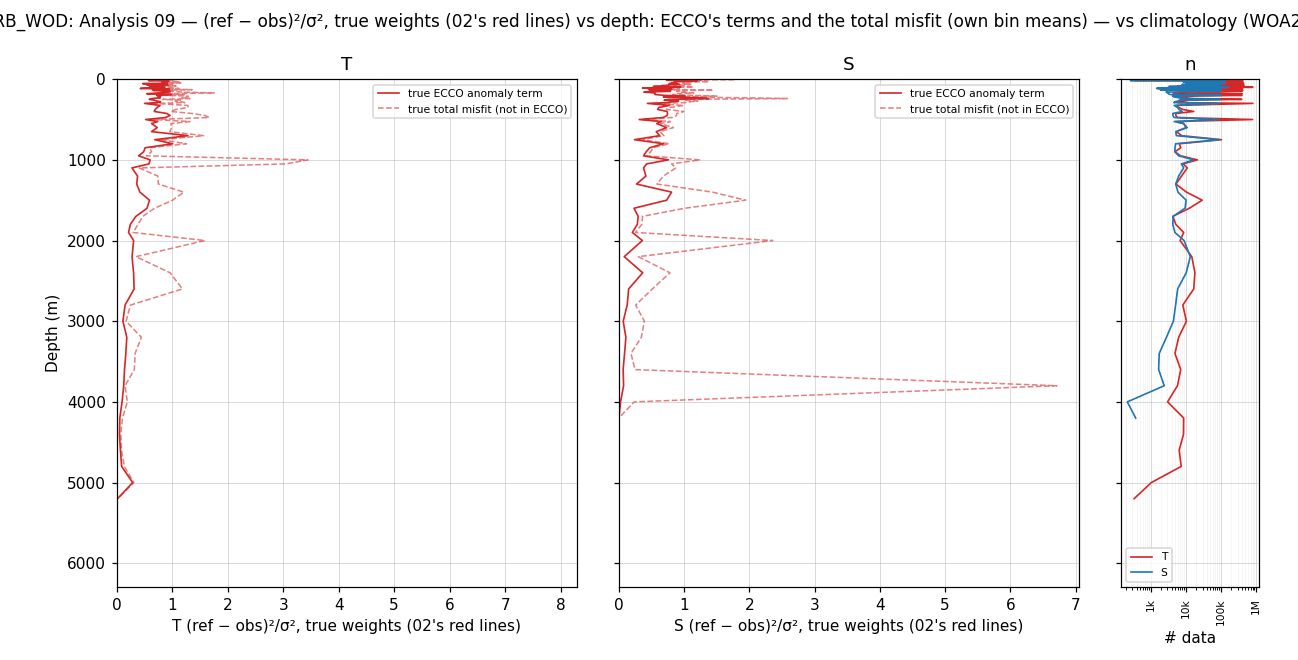 RB_WOD: Analysis 09 — (ref − obs)²/σ², true weights (02's red lines) vs depth: ECCO's terms and the total misfit (own bin means) — vs climatology (WOA2
T
S
n
true ECCO anomaly term
true total misfit (not in ECCO)
true ECCO anomaly term
true total misfit (not in ECCO)
0
1000
2000
3000
4000
5000
6000
Depth (m)
T
S
0 1 2 3 4 5 6 7 8
0 1 2 3 4 5 6 7
1k 10k 100k 1M
T (ref − obs)²/σ², true weights (02's red lines)
S (ref − obs)²/σ², true weights (02's red lines)
# data